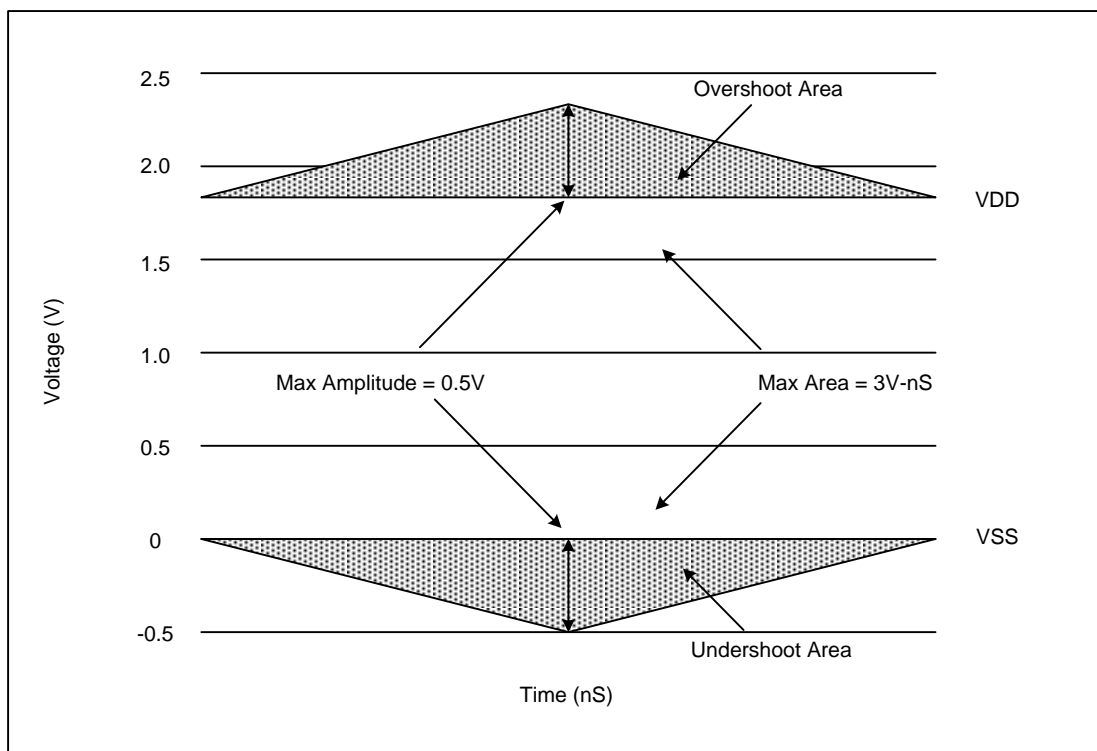 2.5
Overshoot Area
2.0
VDD
1.5
Voltage (V)
1.0
Max Amplitude = 0.5V
Max Area = 3V-nS
0.5
0
VSS
-0.5
Undershoot Area
Time (nS)